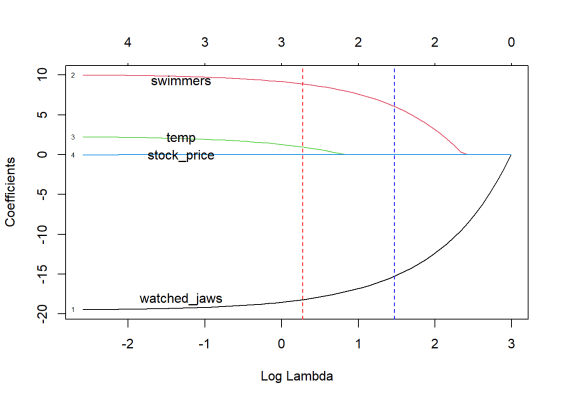 4 3 3 2 2 0
2
swimmers
3
temp
4
stock_price
watched_jaws
1
10
5
0
-5
-10
-15
-20
Coefficients
-2 -1 0 1 2 3
Log Lambda